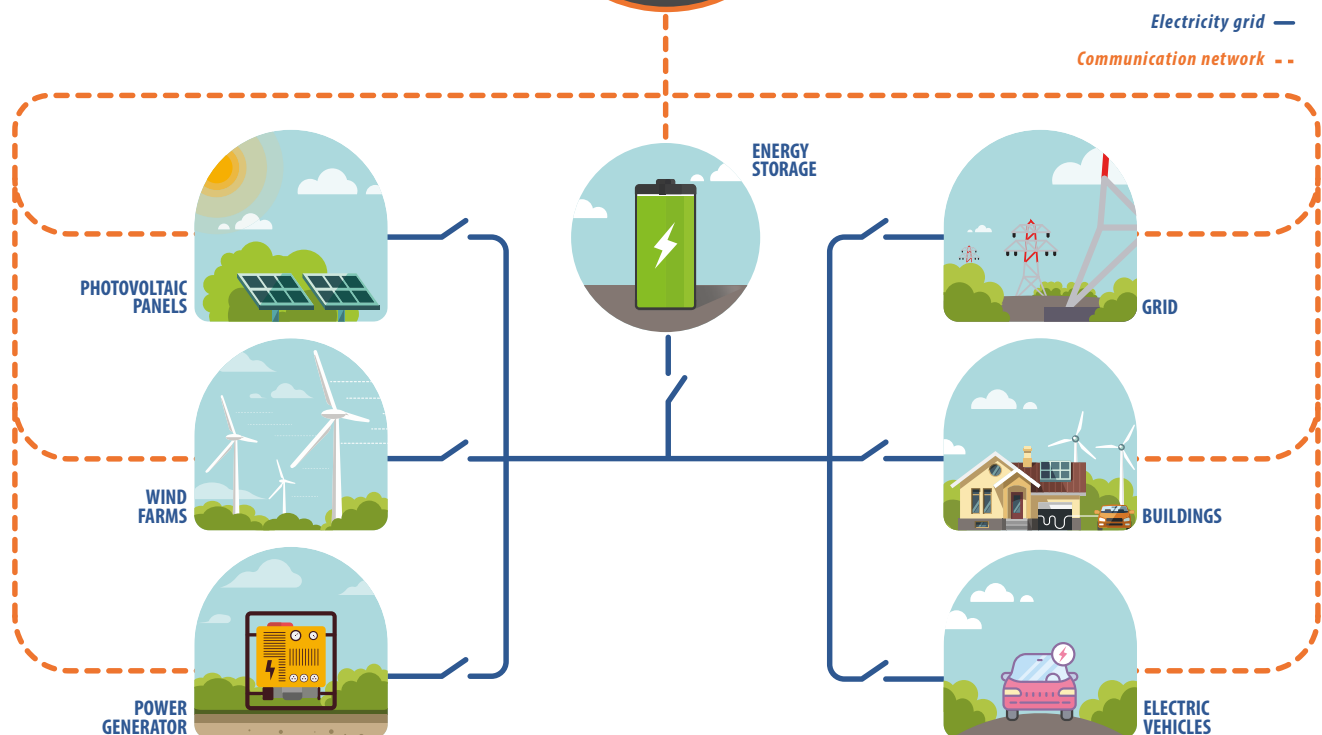 Electricity grid
Communication network
ENERGY
STORAGE
PHOTOVOLTAIC
PANELS
GRID
WIND
FARMS
BUILDINGS
POWER
GENERATOR
ELECTRIC
VEHICLES